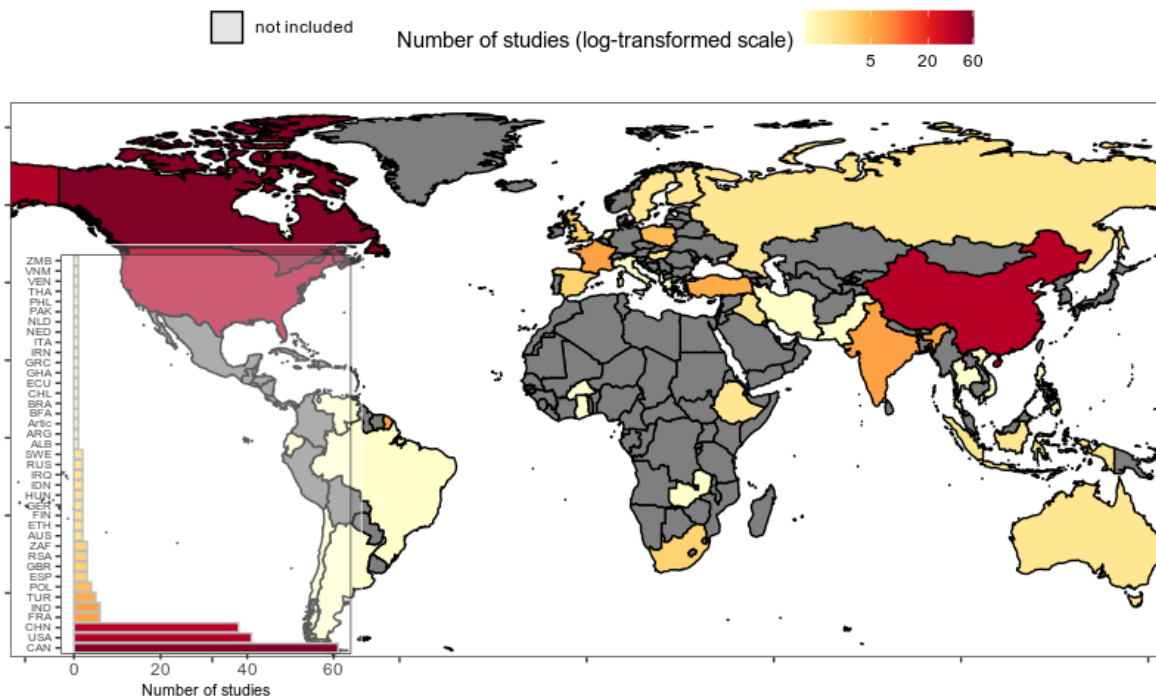 not included
Number of studies (log-transformed scale)
5 20 60
ZMB
VNM
VEN
THA
PHL
PAK
NLD
NED
ITA
IRN
GRC
GHA
ECU
CHL
BRA
BFA
Artic
ARG
ALB
SWE
RUS
IRQ
IDN
HUN
GER
FIN
ETH
AUS
ZAF
RSA
GBR
ESP
POL
TUR
IND
FRA
CHN
USA
CAN
0 20 40 60
Number of studies